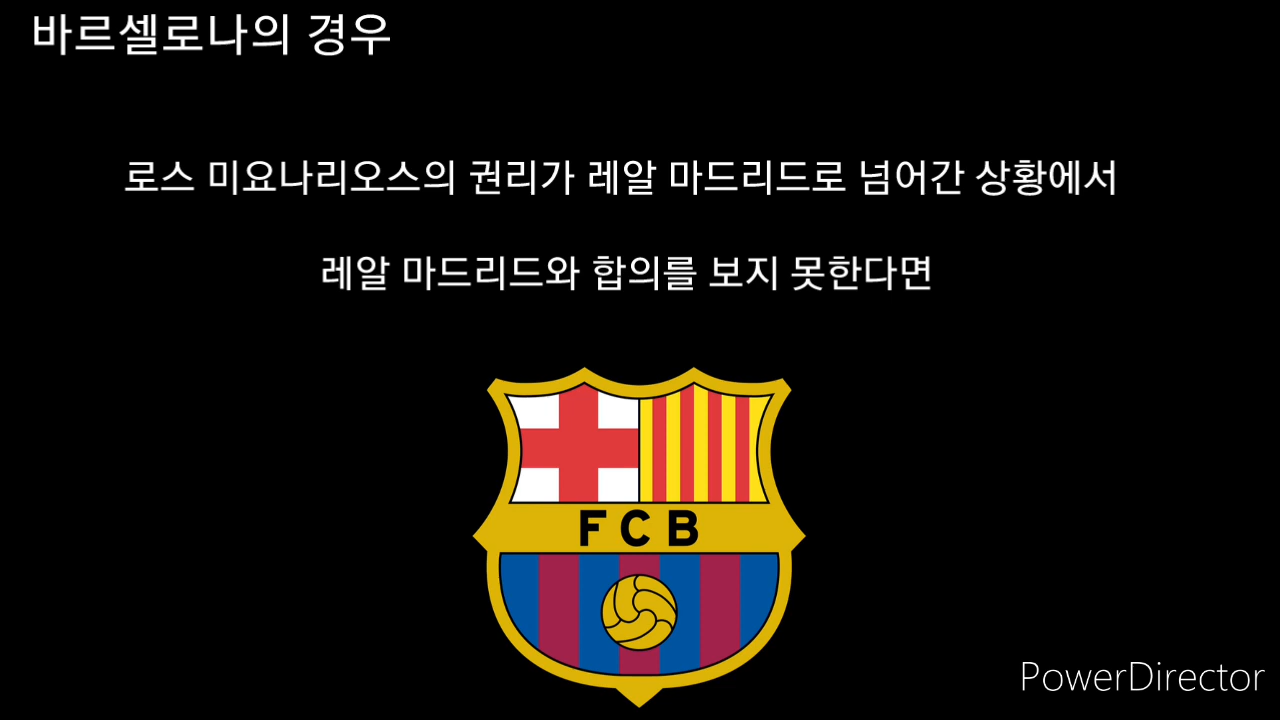 바르셀로나의 경우
로스 미요나리오스의 권리가 레알 마드리드로 넘어간 상황에서
레알 마드리드와 합의를 보지 못한다면
FCB
PowerDirector